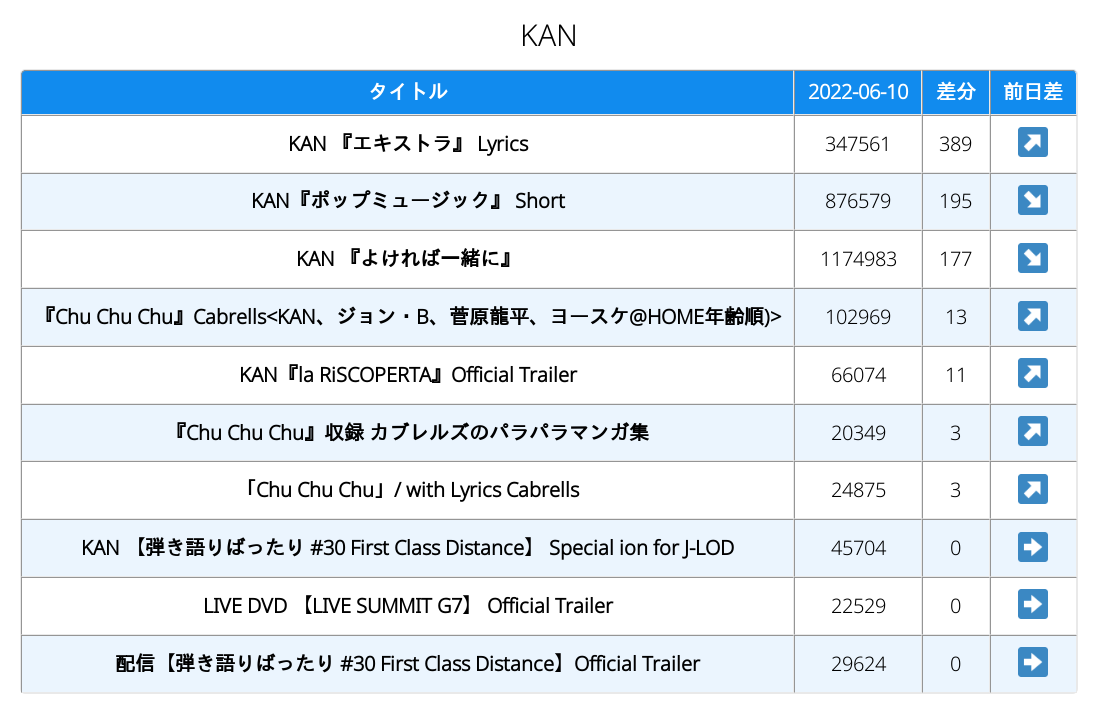 KAN
タイトル 2022-06-10 差分 前日差
KAN 『エキストラ』 Lyrics 347561 389
KAN『ポップミュージック』 Short 876579 195
KAN 『よければ一緒に』 1174983 177
『Chu Chu Chu』Cabrells<KAN、ジョン・B、菅原龍平、ヨースケ@HOME年齢順)> 102969 13
KAN『la RiSCOPERTA』Official Trailer 66074 11
『Chu Chu Chu』収録 カブレルズのパラパラマンガ集 20349 3
「Chu Chu Chu」/ with Lyrics Cabrells 24875 3
KAN 【弾き語りばったり #30 First Class Distance】 Special ion for J-LOD 45704 0
LIVE DVD 【LIVE SUMMIT G7】 Official Trailer 22529 0
配信【弾き語りばったり #30 First Class Distance】Official Trailer 29624 0